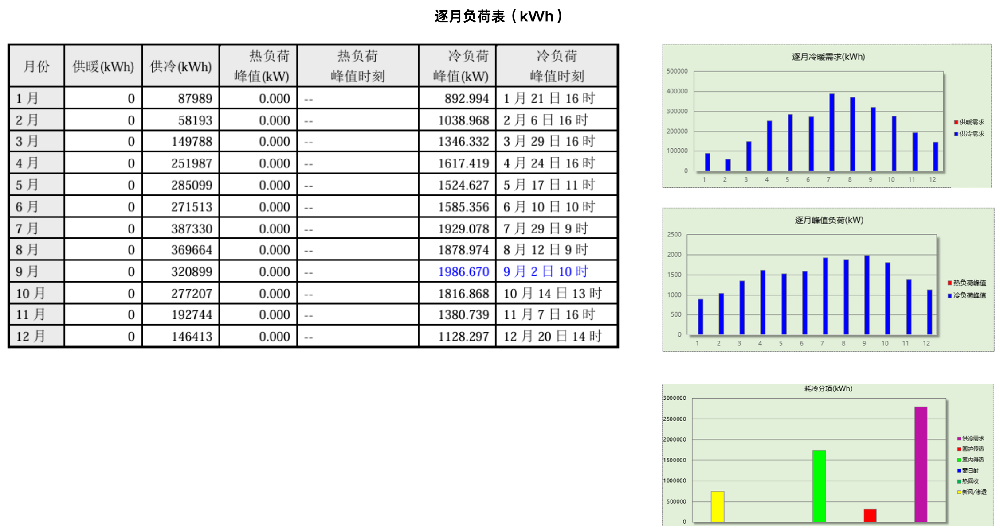 逐月负荷表（kWh）
月份 供暖(kWh) 供冷(kWh) 热负荷峰值(kW) 热负荷峰值时刻 冷负荷峰值(kW) 冷负荷峰值时刻
1 月 0 87989 0.000 -- 892.994 1 月 21 日 16 时
2 月 0 58193 0.000 -- 1038.968 2 月 6 日 16 时
3 月 0 149788 0.000 -- 1346.332 3 月 29 日 16 时
4 月 0 251987 0.000 -- 1617.419 4 月 24 日 16 时
5 月 0 285099 0.000 -- 1524.627 5 月 17 日 11 时
6 月 0 271513 0.000 -- 1585.356 6 月 10 日 10 时
7 月 0 387330 0.000 -- 1929.078 7 月 29 日 9 时
8 月 0 369664 0.000 -- 1878.974 8 月 12 日 9 时
9 月 0 320899 0.000 -- 1986.670 9 月 2 日 10 时
10 月 0 277207 0.000 -- 1816.868 10 月 14 日 13 时
11 月 0 192744 0.000 -- 1380.739 11 月 7 日 16 时
12 月 0 146413 0.000 -- 1128.297 12 月 20 日 14 时
逐月冷暖需求(kWh)
500000
400000
300000
200000
100000
0
1 2 3 4 5 6 7 8 9 10 11 12
供暖需求
供冷需求
逐月峰值负荷(kW)
2500
2000
1500
1000
500
0
1 2 3 4 5 6 7 8 9 10 11 12
热负荷峰值
冷负荷峰值
耗冷分项(kWh)
3000000
2500000
2000000
1500000
1000000
500000
0
供冷需求
围护传热
室内得热
窗日射
热回收
新风/渗透